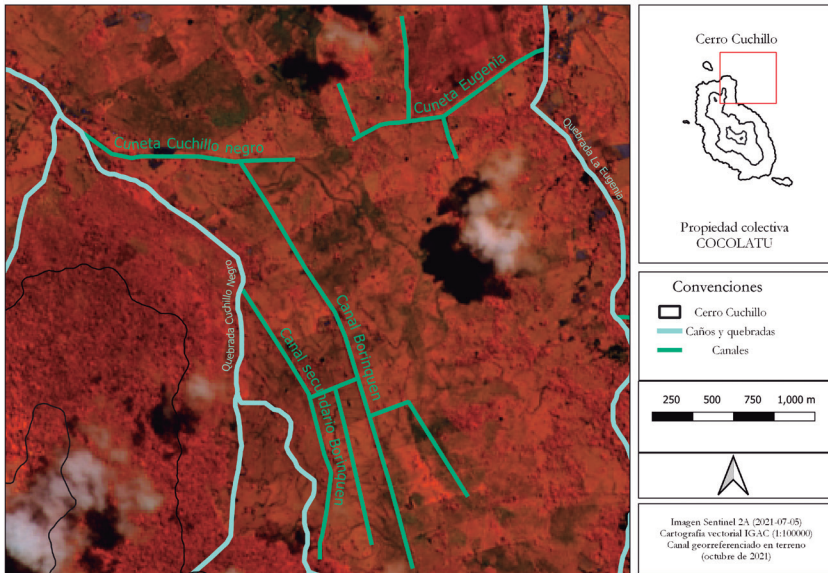 Cuneta Eugenia
Cuneta Cuchillo negro
Quebrada La Eugenia
Quebrada Cuchillo Negro
Canal Borinquen
Canal secundario Borinquen
Cerro Cuchillo
Propiedad colectiva
COCOLATU
Convenciones
Cerro Cuchillo
Caños y quebradas
Canales
250 500 750 1,000 m
Imagen Sentinel 2A (2021-07-05)
Cartografía vectorial IGAC (1:100000)
Canal georreferenciado en terreno
(octubre de 2021)